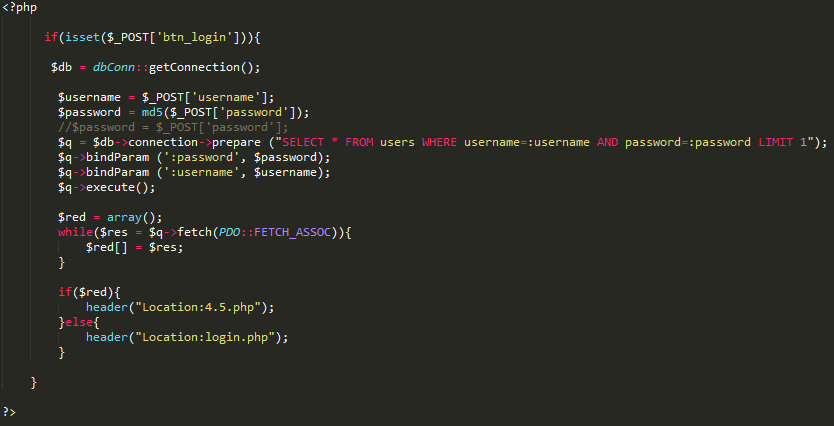 <?php
if(isset($_POST['btn_login'])){
$db = dbConn::getConnection();
$username = $_POST['username'];
$password = md5($_POST['password']);
//$password = $_POST['password'];
$q = $db->connection->prepare ("SELECT * FROM users WHERE username=:username AND password=:password LIMIT 1");
$q->bindParam (':password', $password);
$q->bindParam (':username', $username);
$q->execute();
$red = array();
while($res = $q->fetch(PDO::FETCH_ASSOC)){
$red[] = $res;
}
if($red){
header("Location:4.5.php");
}else{
header("Location:login.php");
}
}
?>